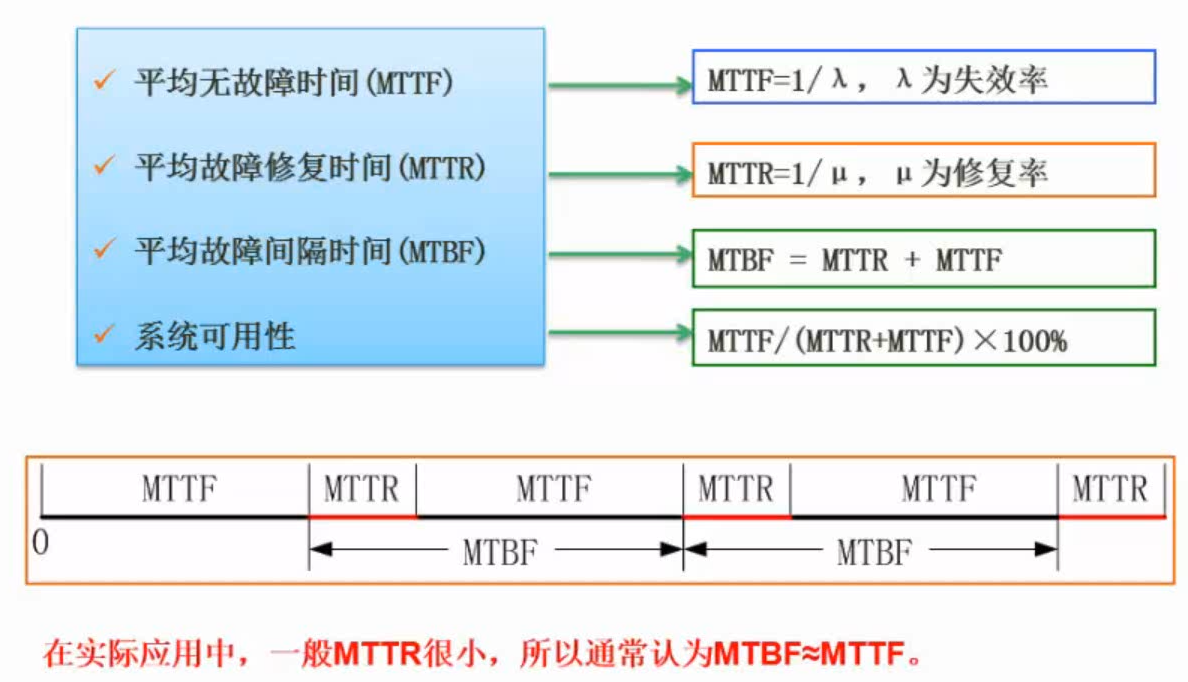 ✓ 平均无故障时间(MTTF)
MTTF=1/λ，λ为失效率
✓ 平均故障修复时间(MTTR)
MTTR=1/μ，μ为修复率
✓ 平均故障间隔时间(MTBF)
MTBF = MTTR + MTTF
✓ 系统可用性
MTTF/(MTTR+MTTF)×100%
MTTF MTTR MTTF MTTR MTTF MTTR
0 MTBF MTBF
在实际应用中，一般MTTR很小，所以通常认为MTBF≈MTTF。